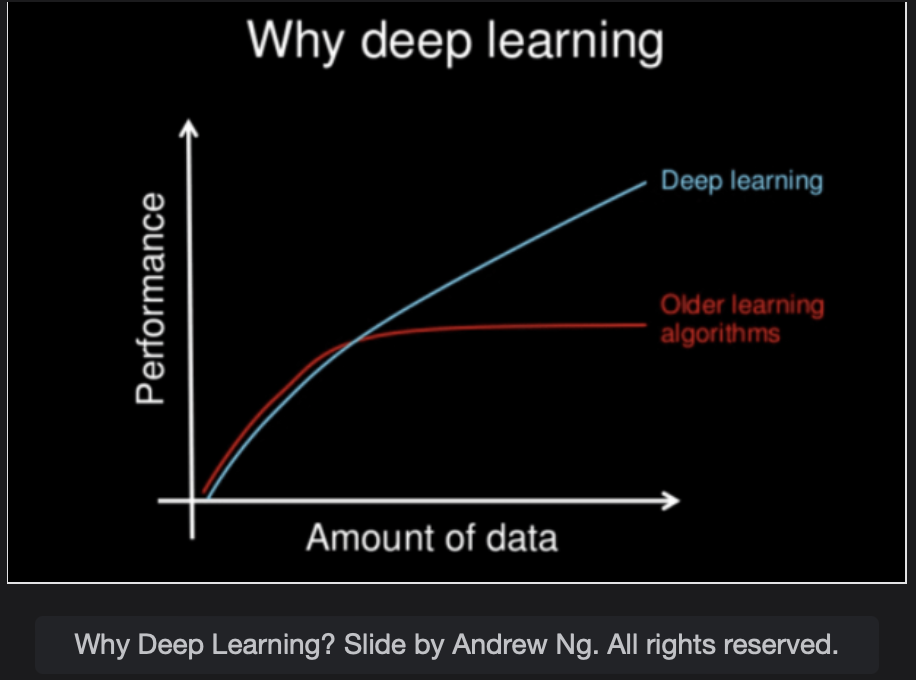 Why deep learning
Performance
Deep learning
Older learning
algorithms
Amount of data
Why Deep Learning? Slide by Andrew Ng. All rights reserved.